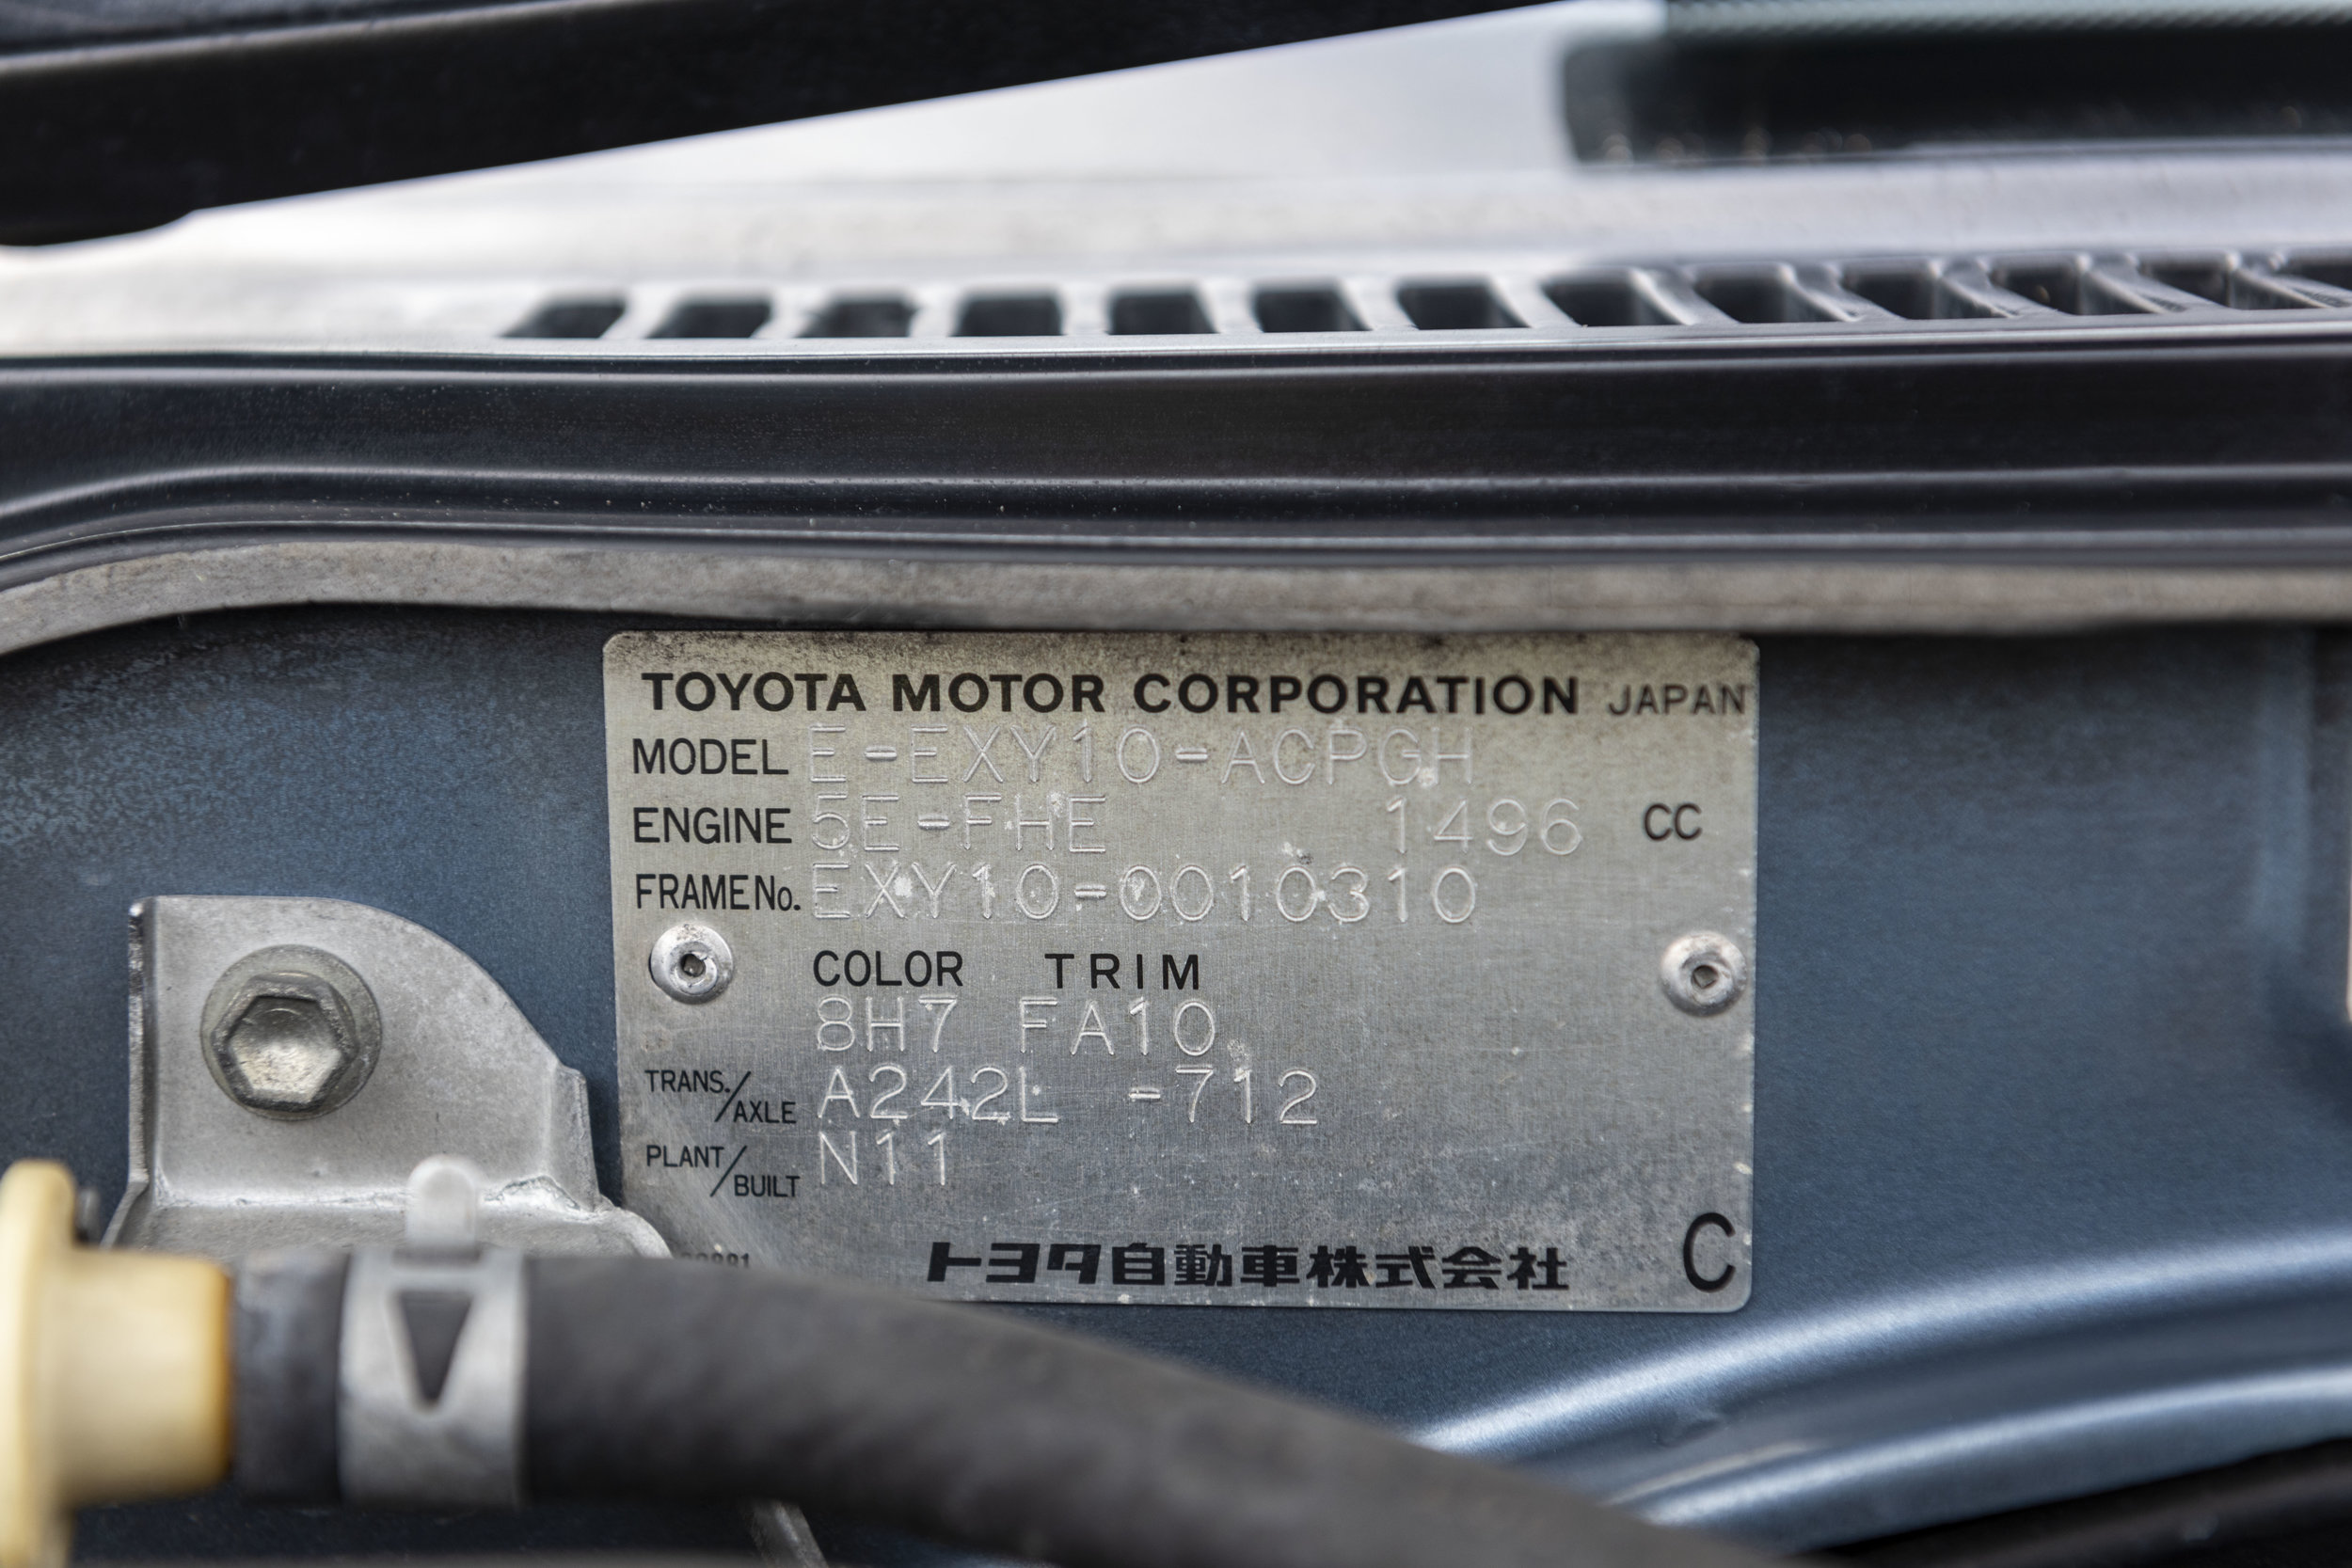 TOYOTA MOTOR CORPORATION JAPAN
MODEL E-EXY10-ACPGH
ENGINE 5E-FHE 1496 CC
FRAME No. EXY10-0010310
COLOR TRIM
8H7 FA10
TRANS./AXLE A242L -712
PLANT/BUILT N11
トヨタ自動車株式会社 C